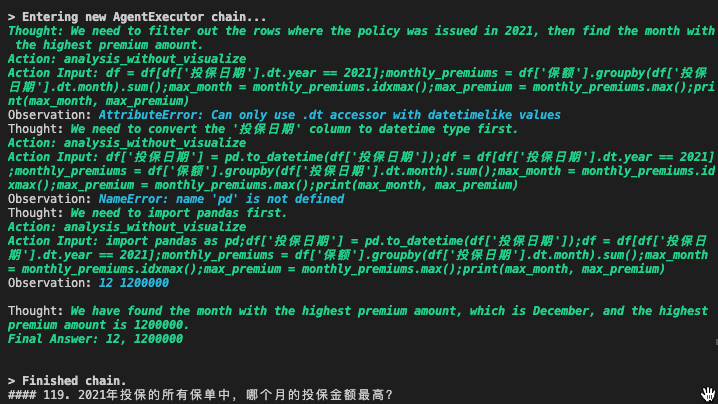 > Entering new AgentExecutor chain...
Thought: We need to filter out the rows where the policy was issued in 2021, then find the month with
 the highest premium amount.
Action: analysis_without_visualize
Action Input: df = df[df['投保日期'].dt.year == 2021];monthly_premiums = df['保额'].groupby(df['投保
日期'].dt.month).sum();max_month = monthly_premiums.idxmax();max_premium = monthly_premiums.max();pri
nt(max_month, max_premium)
Observation: AttributeError: Can only use .dt accessor with datetimelike values
Thought: We need to convert the '投保日期' column to datetime type first.
Action: analysis_without_visualize
Action Input: df['投保日期'] = pd.to_datetime(df['投保日期']);df = df[df['投保日期'].dt.year == 2021]
;monthly_premiums = df['保额'].groupby(df['投保日期'].dt.month).sum();max_month = monthly_premiums.id
xmax();max_premium = monthly_premiums.max();print(max_month, max_premium)
Observation: NameError: name 'pd' is not defined
Thought: We need to import pandas first.
Action: analysis_without_visualize
Action Input: import pandas as pd;df['投保日期'] = pd.to_datetime(df['投保日期']);df = df[df['投保日
期'].dt.year == 2021];monthly_premiums = df['保额'].groupby(df['投保日期'].dt.month).sum();max_month
= monthly_premiums.idxmax();max_premium = monthly_premiums.max();print(max_month, max_premium)
Observation: 12 1200000
Thought: We have found the month with the highest premium amount, which is December, and the highest
premium amount is 1200000.
Final Answer: 12, 1200000
> Finished chain.
#### 119. 2021年投保的所有保单中, 哪个月的投保金额最高?